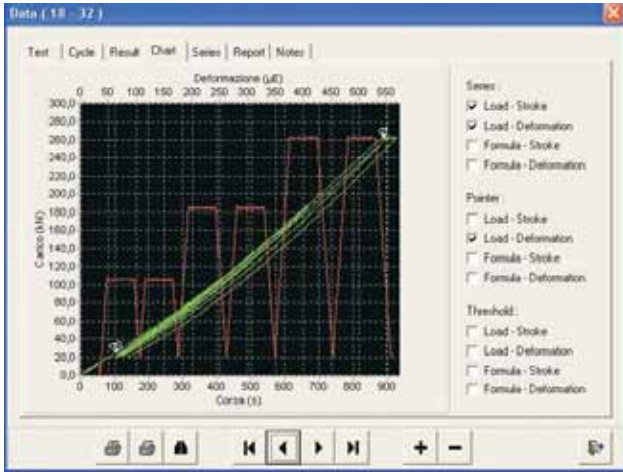 Data ( 18 - 32 )
Test Cycle Result Chart Series Report Notes
Deformazione (µE)
0 50 100 150 200 250 300 350 400 450 500 550
300,0
280,0
260,0
240,0
220,0
200,0
180,0
160,0
140,0
120,0
100,0
80,0
60,0
40,0
20,0
0,0
Carico (kN)
0 100 200 300 400 500 600 700 800 900
Corsa (s)
Series :
Load - Stroke
Load - Deformation
Formula - Stroke
Formula - Deformation
Pointer :
Load - Stroke
Load - Deformation
Formula - Stroke
Formula - Deformation
Threshold :
Load - Stroke
Load - Deformation
Formula - Stroke
Formula - Deformation